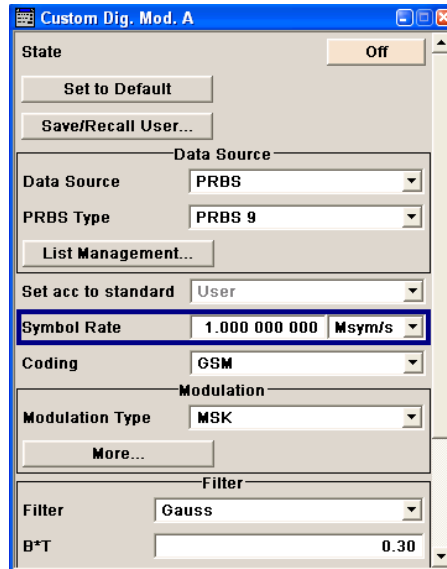 Custom Dig. Mod. A
State Off
Set to Default
Save/Recall User...
Data Source
Data Source PRBS
PRBS Type PRBS 9
List Management...
Set acc to standard User
Symbol Rate 1.000 000 000 Msym/s
Coding GSM
Modulation
Modulation Type MSK
More...
Filter
Filter Gauss
B*T 0.30